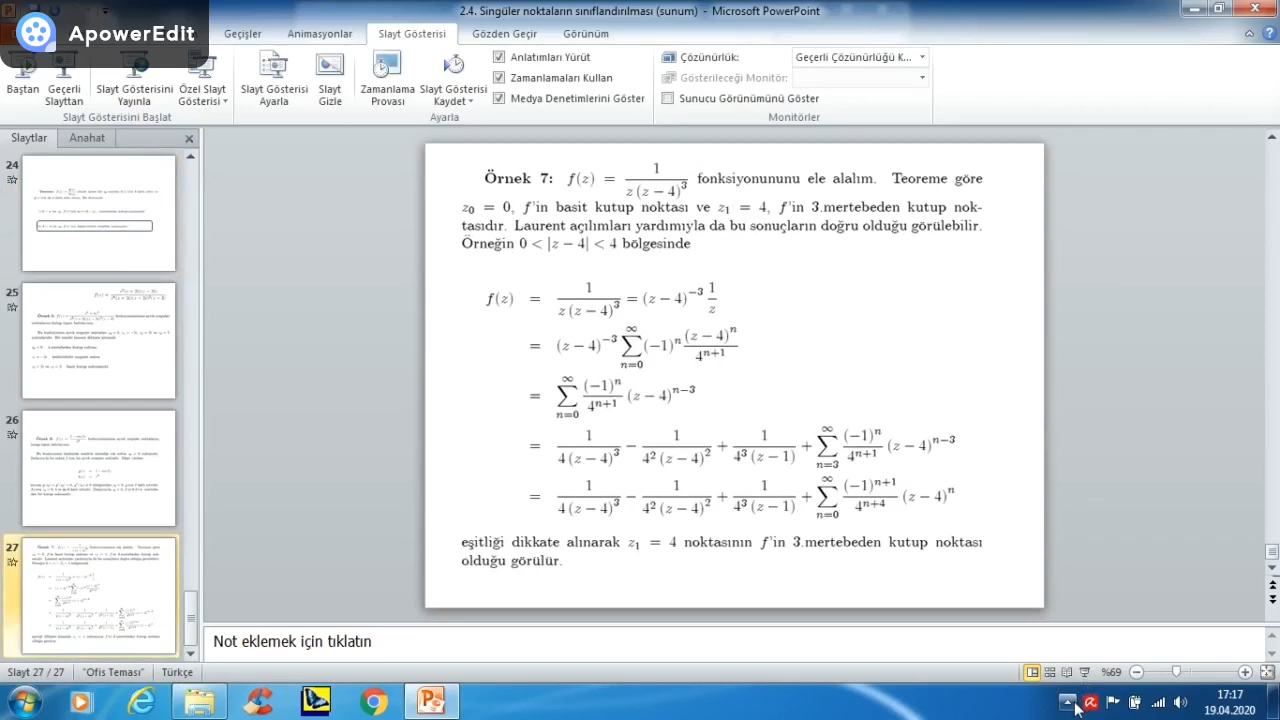 2.4. Singüler noktaların sınıflandırılması (sunum) - Microsoft PowerPoint
ApowerEdit
Geçişler Animasyonlar Slayt Gösterisi Gözden Geçir Görünüm
Baştan
Geçerli Slayttan
Slayt Gösterisini Yayınla
Özel Slayt Gösterisi
Slayt Gösterisi Ayarla
Slayt Gizle
Zamanlama Provası
Slayt Gösterisi Kaydet
Anlatımları Yürüt
Zamanlamaları Kullan
Medya Denetimlerini Göster
Çözünürlük: Geçerli Çözünürlüğü K...
Gösterileceği Monitör:
Sunucu Görünümünü Göster
Slayt Gösterisi Başlat
Ayarla
Monitörler
Slaytlar Anahat
24
25
26
27
Örnek 7: f(z) = 1 / (z (z − 4)^3) fonksiyonununu ele alalım. Teoreme göre
z_0 = 0, f'in basit kutup noktası ve z_1 = 4, f'in 3.mertebeden kutup nok-
tasıdır. Laurent açılımları yardımıyla da bu sonuçların doğru olduğu görülebilir.
Örneğin 0 < |z − 4| < 4 bölgesinde
f(z) = 1 / (z (z − 4)^3) = (z − 4)^−3 1/z
= (z − 4)^−3 ∑_{n=0}^{∞} (−1)^n (z − 4)^n / 4^{n+1}
= ∑_{n=0}^{∞} (−1)^n / 4^{n+1} (z − 4)^{n−3}
= 1 / (4 (z − 4)^3) − 1 / (4^2 (z − 4)^2) + 1 / (4^3 (z − 1)) + ∑_{n=3}^{∞} (−1)^n / 4^{n+1} (z − 4)^{n−3}
= 1 / (4 (z − 4)^3) − 1 / (4^2 (z − 4)^2) + 1 / (4^3 (z − 1)) + ∑_{n=0}^{∞} (−1)^{n+1} / 4^{n+4} (z − 4)^n
eşitliği dikkate alınarak z_1 = 4 noktasının f'in 3.mertebeden kutup noktası
olduğu görülür.
Not eklemek için tıklatın
Slayt 27 / 27 "Ofis Teması" Türkçe %69
17:17
19.04.2020